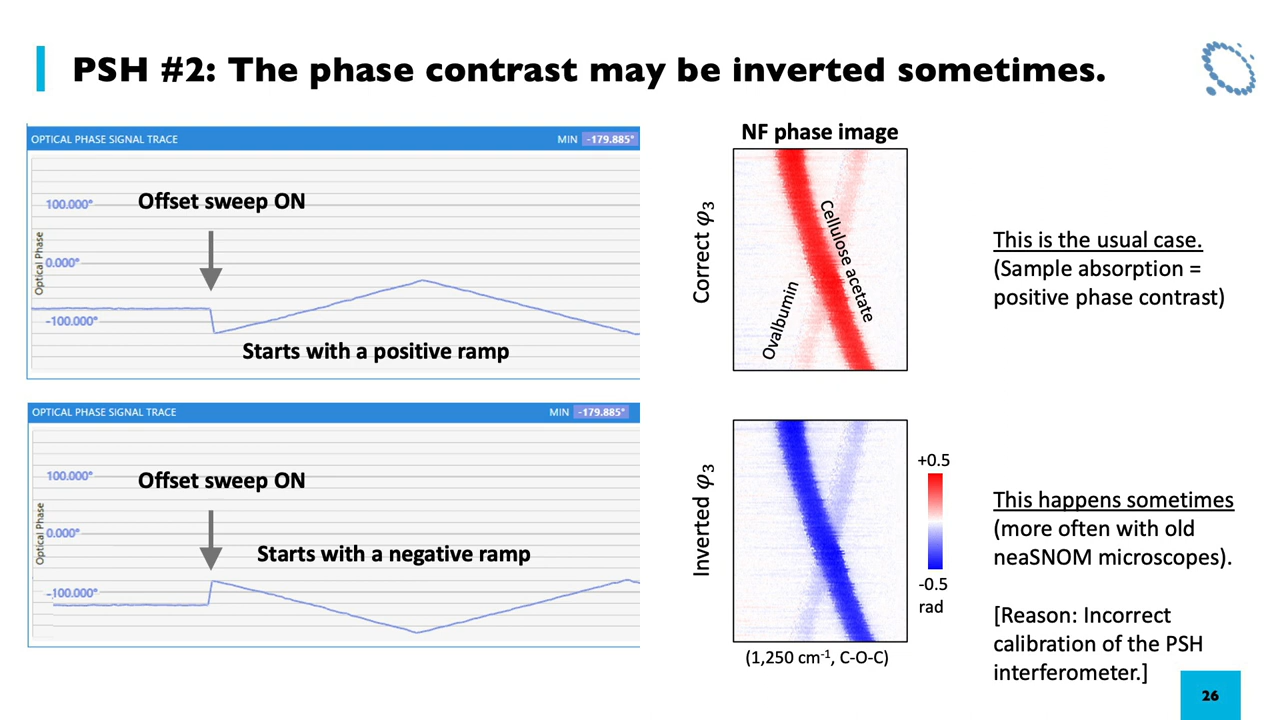 PSH #2: The phase contrast may be inverted sometimes.
OPTICAL PHASE SIGNAL TRACE
MIN -179.885°
Optical Phase
100.000°
0.000°
-100.000°
Offset sweep ON
Starts with a positive ramp
OPTICAL PHASE SIGNAL TRACE
MIN -179.885°
Optical Phase
100.000°
0.000°
-100.000°
Offset sweep ON
Starts with a negative ramp
NF phase image
Correct φ₃
Cellulose acetate
Ovalbumin
This is the usual case.
(Sample absorption =
positive phase contrast)
Inverted φ₃
+0.5
-0.5
rad
(1,250 cm⁻¹, C-O-C)
This happens sometimes
(more often with old
neaSNOM microscopes).
[Reason: Incorrect
calibration of the PSH
interferometer.]
26